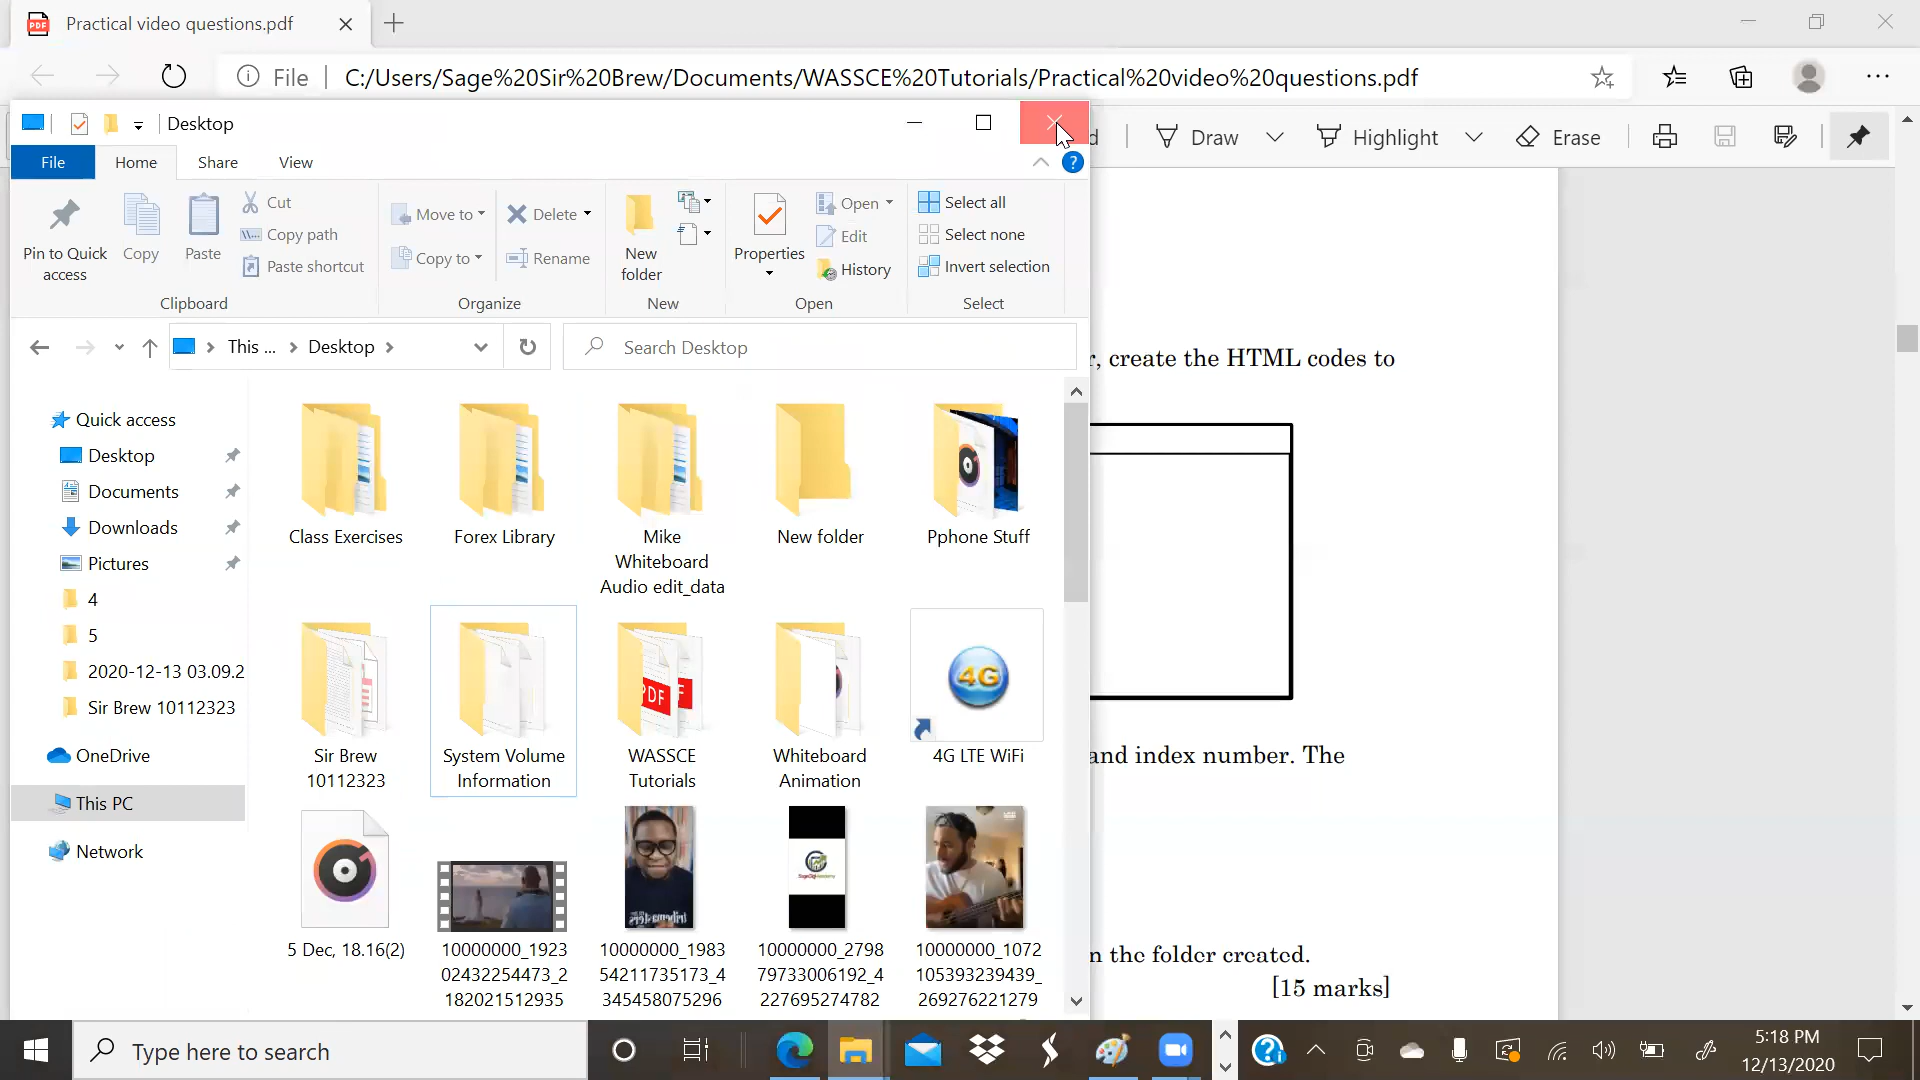 Practical video questions.pdf
File
C:/Users/Sage%20Sir%20Brew/Documents/WASSCE%20Tutorials/Practical%20video%20questions.pdf
Desktop
Draw
Highlight
Erase
File
Home
Share
View
Pin to Quick access
Copy
Paste
Cut
Copy path
Paste shortcut
Clipboard
Move to
Copy to
Delete
Rename
Organize
New folder
New
Properties
Open
Edit
History
Open
Select all
Select none
Invert selection
Select
This ...
Desktop
Search Desktop
r, create the HTML codes to
Quick access
Desktop
Documents
Downloads
Pictures
4
5
2020-12-13 03.09.2
Sir Brew 10112323
OneDrive
This PC
Network
Class Exercises
Forex Library
Mike Whiteboard Audio edit_data
New folder
Pphone Stuff
Sir Brew 10112323
System Volume Information
WASSCE Tutorials
PDF
Whiteboard Animation
4G
4G LTE WiFi
5 Dec, 18.16(2)
10000000_1923
02432254473_2
182021512935
10000000_1983
54211735173_4
345458075296
10000000_2798
79733006192_4
227695274782
10000000_1072
105393239439_
269276221279
and index number. The
n the folder created.
[15 marks]
Type here to search
5:18 PM
12/13/2020